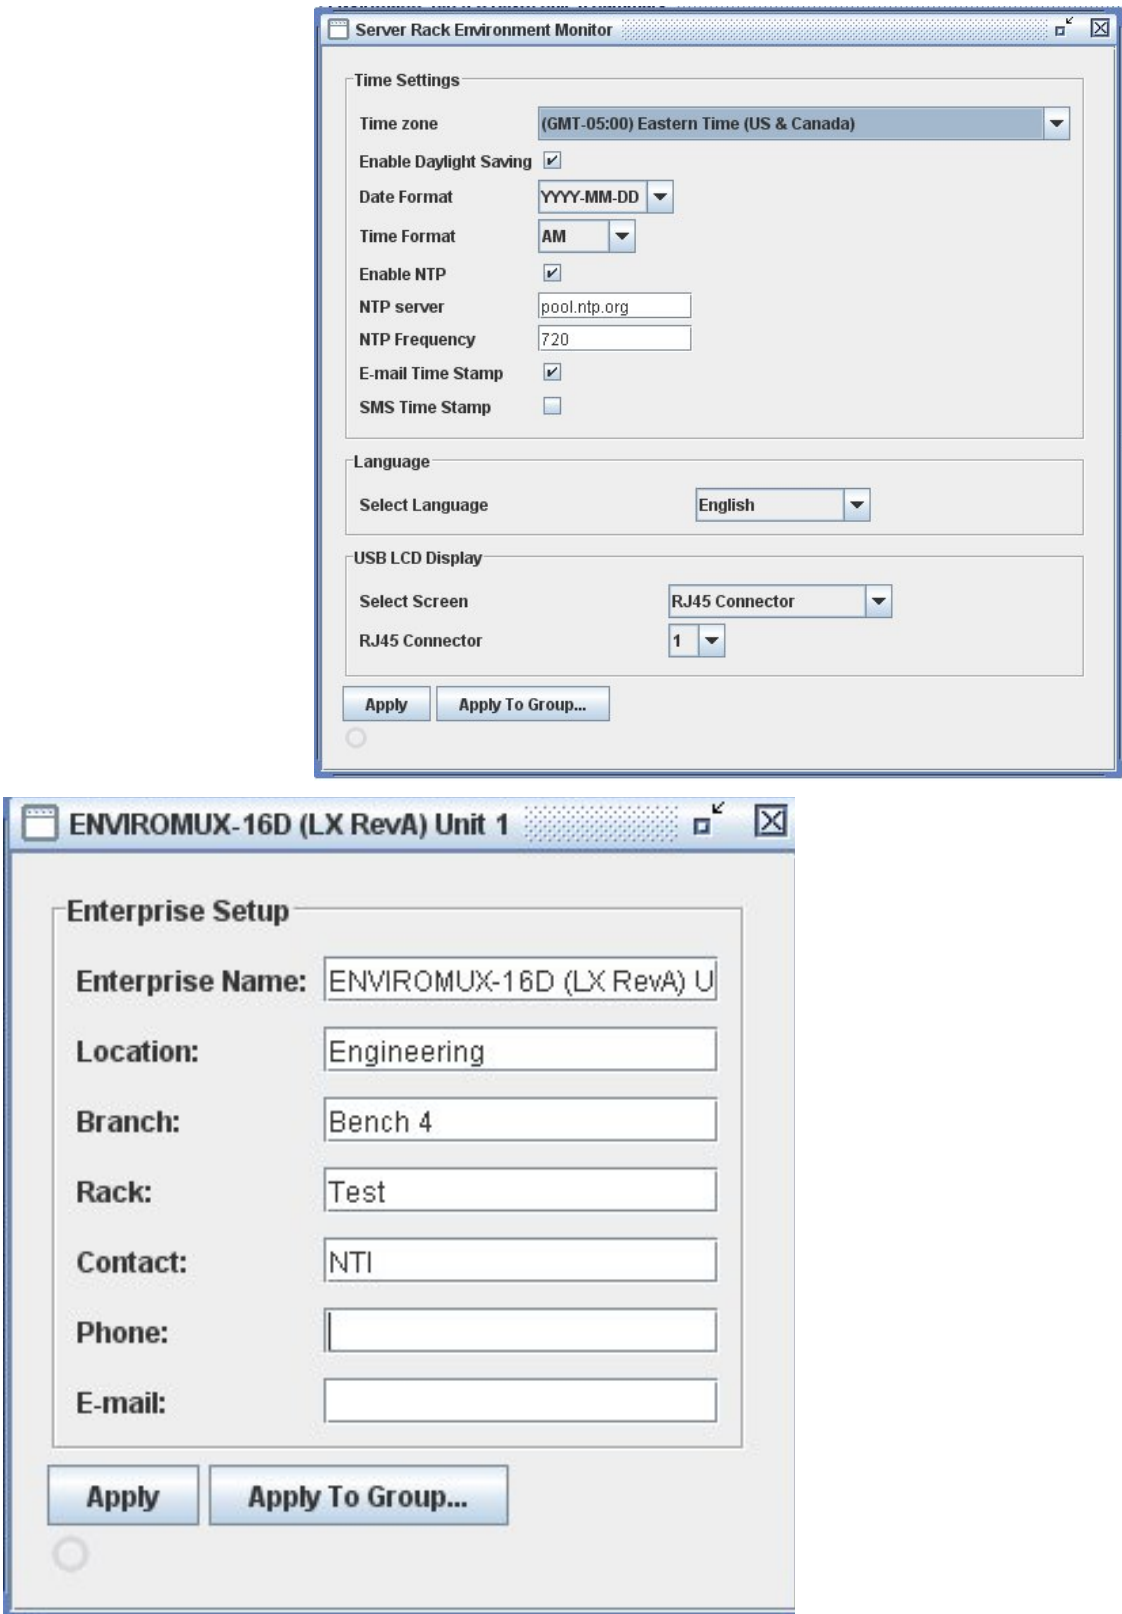 Server Rack Environment Monitor
Time Settings
Time zone (GMT-05:00) Eastern Time (US & Canada)
Enable Daylight Saving
Date Format YYYY-MM-DD
Time Format AM
Enable NTP
NTP server pool.ntp.org
NTP Frequency 720
E-mail Time Stamp
SMS Time Stamp
Language
Select Language English
USB LCD Display
Select Screen RJ45 Connector
RJ45 Connector 1
Apply Apply To Group...
ENVIROMUX-16D (LX RevA) Unit 1
Enterprise Setup
Enterprise Name: ENVIROMUX-16D (LX RevA) U
Location: Engineering
Branch: Bench 4
Rack: Test
Contact: NTI
Phone:
E-mail:
Apply Apply To Group...